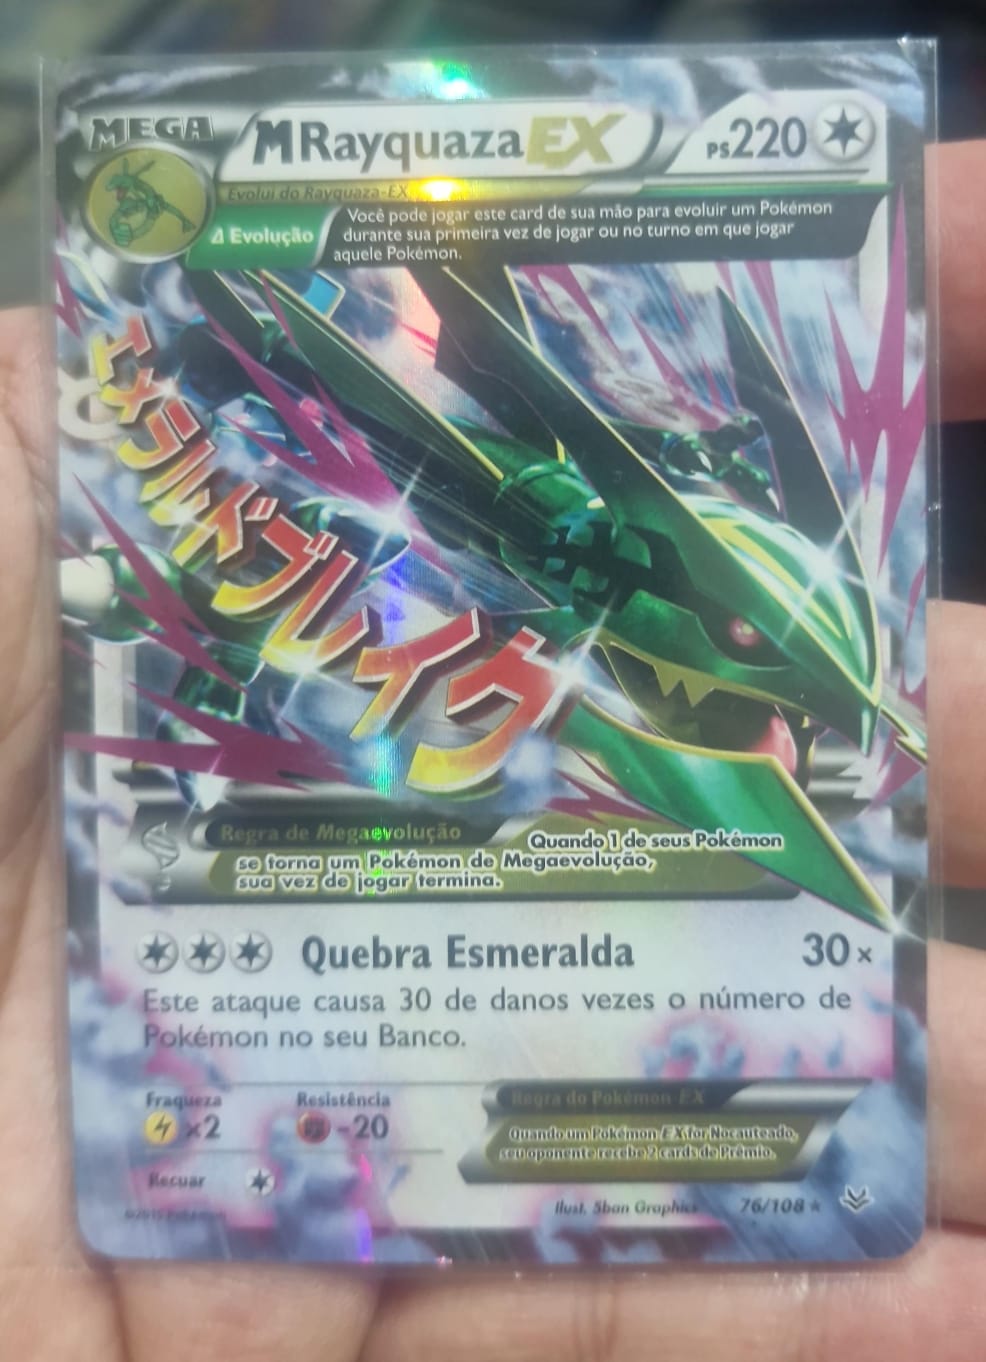 MEGA
M Rayquaza EX
PS220
Evolui do Rayquaza-EX
Δ Evolução
Você pode jogar este card de sua mão para evoluir um Pokémon
durante sua primeira vez de jogar ou no turno em que jogar
aquele Pokémon.
エメラルドブレイク
Regra de Megaevolução
Quando 1 de seus Pokémon
se torna um Pokémon de Megaevolução,
sua vez de jogar termina.
Quebra Esmeralda
30x
Este ataque causa 30 de danos vezes o número de
Pokémon no seu Banco.
Fraqueza
x2
Resistência
-20
Recuar
Regra do Pokémon-EX
Quando um Pokémon-EX for Nocauteado,
seu oponente recebe 2 cards de Prêmio.
©2015 Pokémon
Ilust. 5ban Graphics
76/108